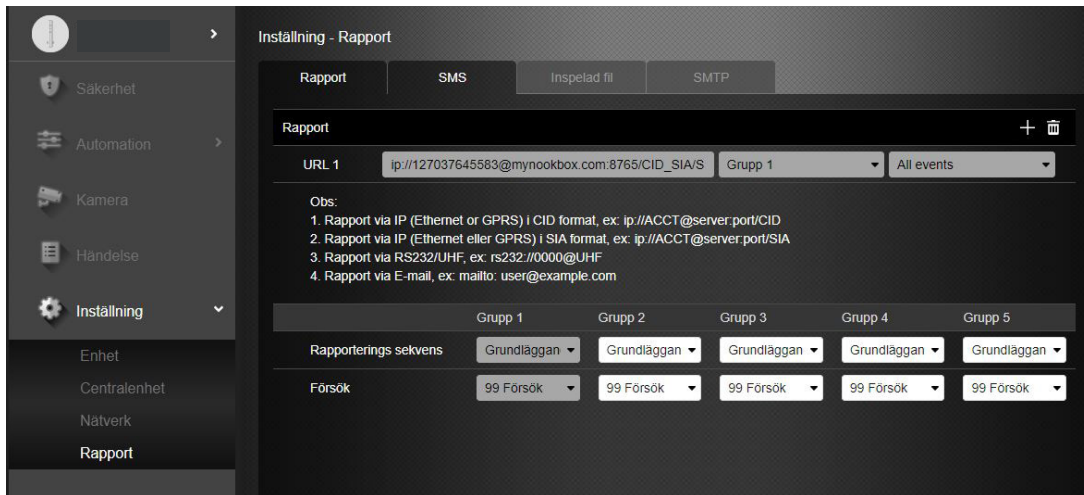 Inställning - Rapport
Säkerhet
Automation
Kamera
Händelse
Inställning
Enhet
Centralenhet
Nätverk
Rapport
Rapport SMS Inspelad fil SMTP
Rapport
URL 1 ip://127037645583@mynookbox.com:8765/CID_SIA/S Grupp 1 All events
Obs:
1. Rapport via IP (Ethernet or GPRS) i CID format, ex: ip://ACCT@server:port/CID
2. Rapport via IP (Ethernet eller GPRS) i SIA format, ex: ip://ACCT@server:port/SIA
3. Rapport via RS232/UHF, ex: rs232://0000@UHF
4. Rapport via E-mail, ex: mailto: user@example.com
Grupp 1 Grupp 2 Grupp 3 Grupp 4 Grupp 5
Rapporterings sekvens Grundläggan Grundläggan Grundläggan Grundläggan Grundläggan
Försök 99 Försök 99 Försök 99 Försök 99 Försök 99 Försök